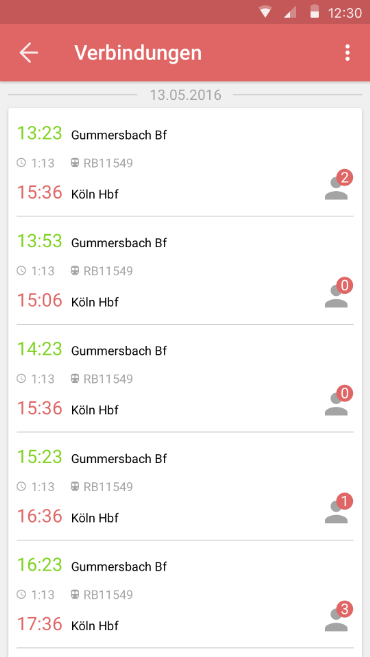 12:30
Verbindungen
13.05.2016
13:23 Gummersbach Bf
1:13 RB11549
2
15:36 Köln Hbf
13:53 Gummersbach Bf
1:13 RB11549
0
15:06 Köln Hbf
14:23 Gummersbach Bf
1:13 RB11549
0
15:36 Köln Hbf
15:23 Gummersbach Bf
1:13 RB11549
1
16:36 Köln Hbf
16:23 Gummersbach Bf
1:13 RB11549
3
17:36 Köln Hbf